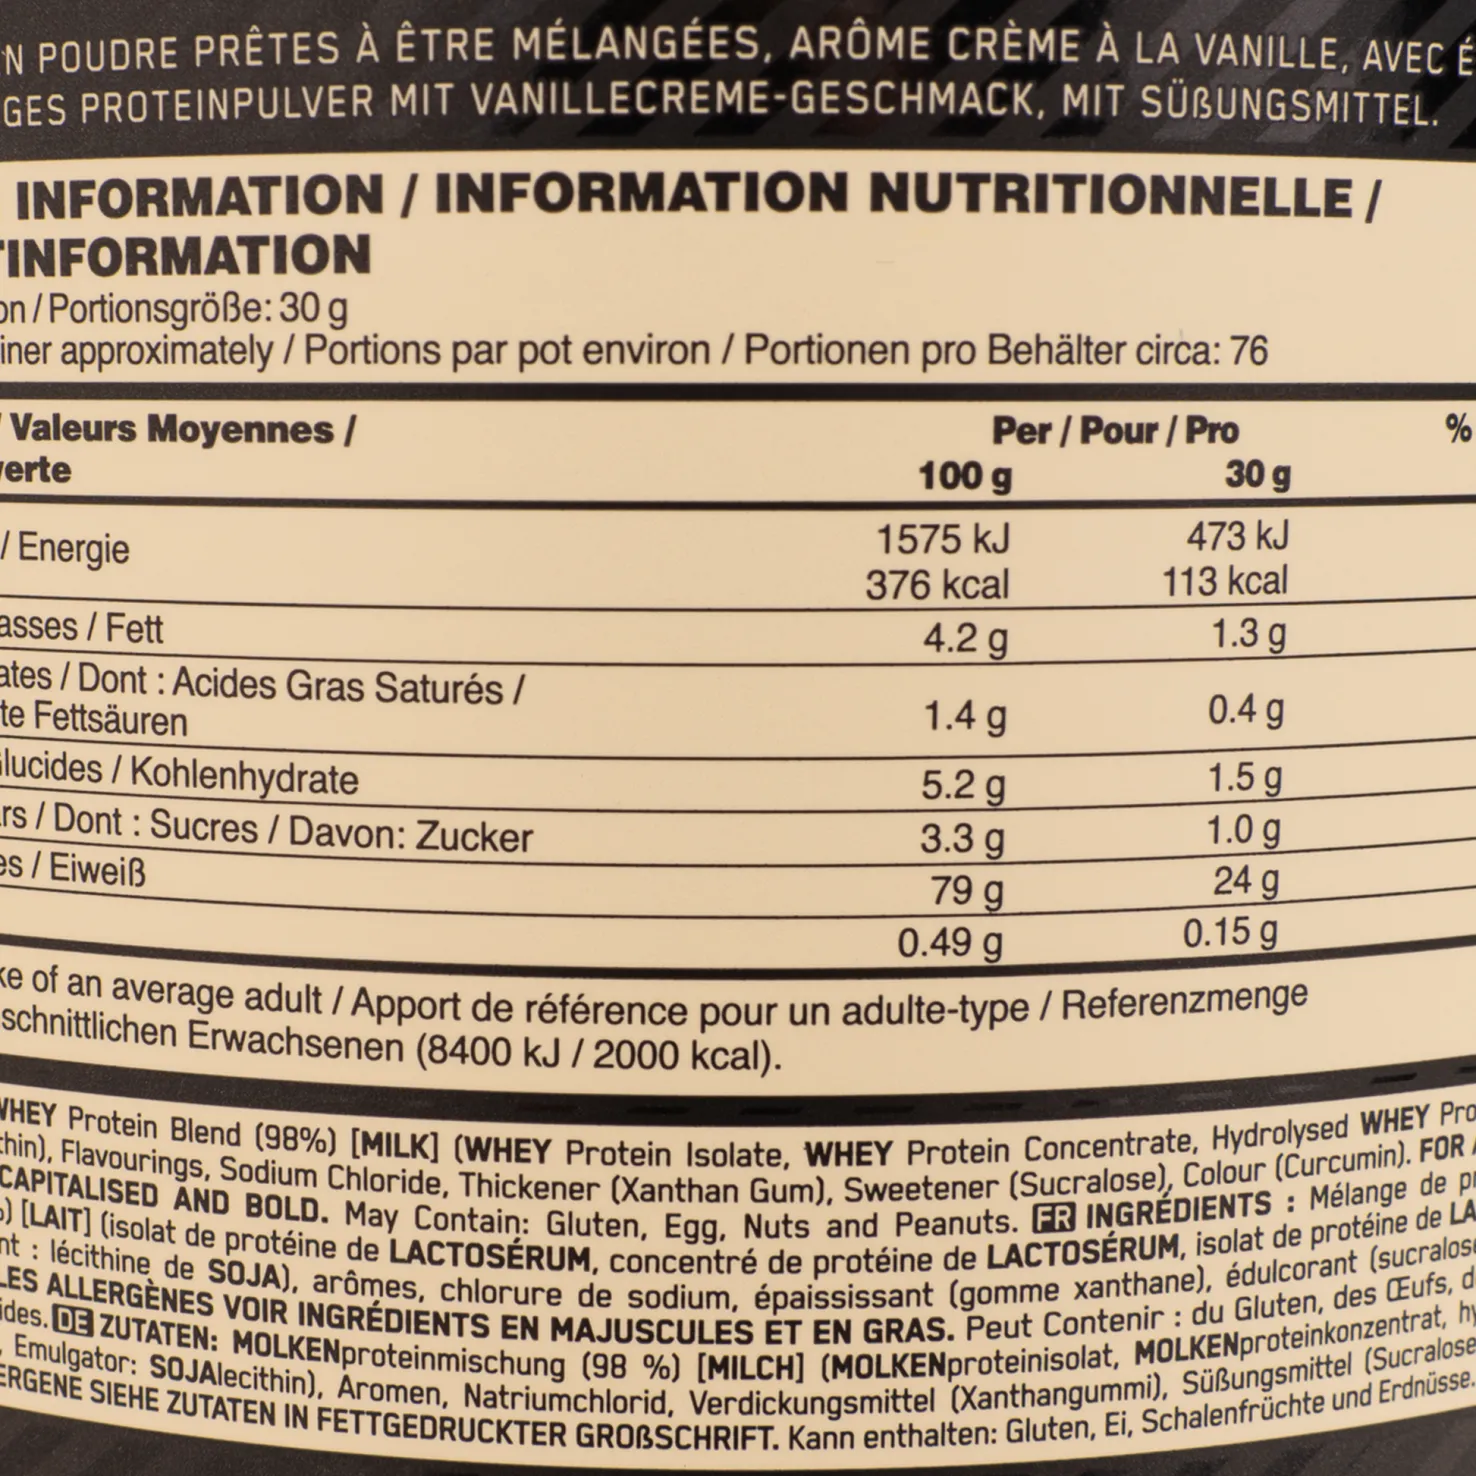 N POUDRE PRÊTES À ÊTRE MÉLANGÉES, ARÔME CRÈME À LA VANILLE, AVEC É
GES PROTEINPULVER MIT VANILLECREME-GESCHMACK, MIT SÜßUNGSMITTEL.
INFORMATION / INFORMATION NUTRITIONNELLE /
TINFORMATION
on / Portionsgröße: 30 g
iner approximately / Portions par pot environ / Portionen pro Behälter circa: 76
/ Valeurs Moyennes / Per / Pour / Pro %
erte 100 g 30 g
/ Energie 1575 kJ 473 kJ
376 kcal 113 kcal
asses / Fett 4.2 g 1.3 g
ates / Dont : Acides Gras Saturés /
te Fettsäuren 1.4 g 0.4 g
lucides / Kohlenhydrate 5.2 g 1.5 g
rs / Dont : Sucres / Davon: Zucker 3.3 g 1.0 g
es / Eiweiß 79 g 24 g
0.49 g 0.15 g
ke of an average adult / Apport de référence pour un adulte-type / Referenzmenge
schnittlichen Erwachsenen (8400 kJ / 2000 kcal).
WHEY Protein Blend (98%) [MILK] (WHEY Protein Isolate, WHEY Protein Concentrate, Hydrolysed WHEY Pro
thin), Flavourings, Sodium Chloride, Thickener (Xanthan Gum), Sweetener (Sucralose), Colour (Curcumin). FOR A
CAPITALISED AND BOLD. May Contain: Gluten, Egg, Nuts and Peanuts. FR INGRÉDIENTS : Mélange de pr
) [LAIT] (isolat de protéine de LACTOSÉRUM, concentré de protéine de LACTOSÉRUM, isolat de protéine de LA
nt : lécithine de SOJA), arômes, chlorure de sodium, épaississant (gomme xanthane), édulcorant (sucralos
LES ALLERGÈNES VOIR INGRÉDIENTS EN MAJUSCULES ET EN GRAS. Peut Contenir : du Gluten, des Œufs, d
ides. DE ZUTATEN: MOLKENproteinmischung (98 %) [MILCH] (MOLKENproteinisolat, MOLKENproteinkonzentrat, hy
, Emulgator: SOJAlecithin), Aromen, Natriumchlorid, Verdickungsmittel (Xanthangummi), Süßungsmittel (Sucralose
ERGENE SIEHE ZUTATEN IN FETTGEDRUCKTER GROßSCHRIFT. Kann enthalten: Gluten, Ei, Schalenfrüchte und Erdnüsse.